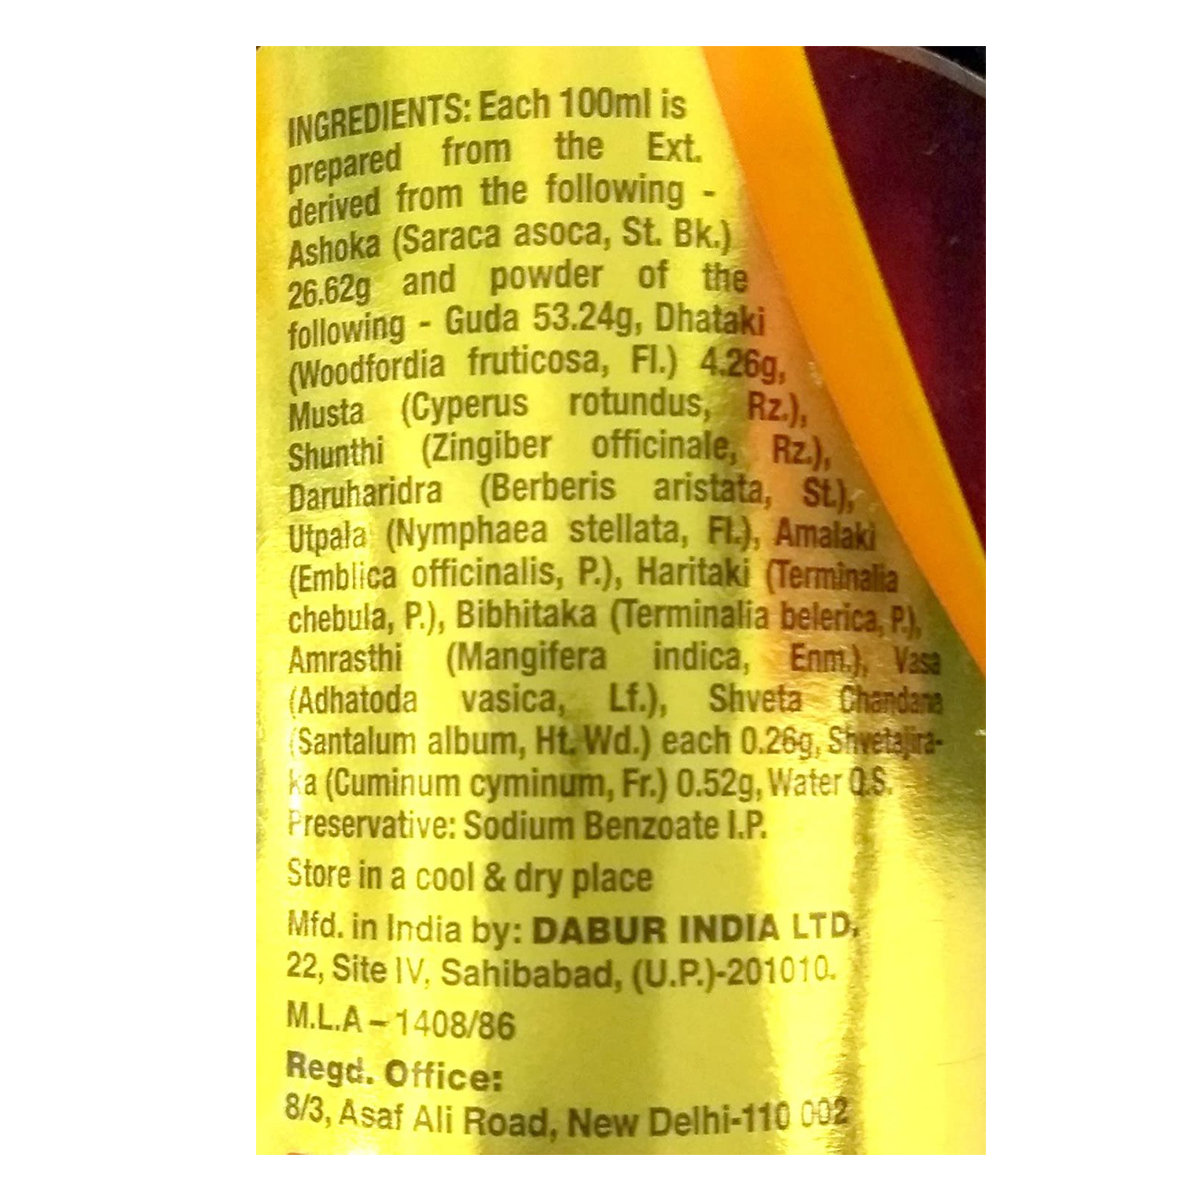 INGREDIENTS: Each 100ml is
prepared from the Ext.
derived from the following -
Ashoka (Saraca asoca, St. Bk.)
26.62g and powder of the
following - Guda 53.24g, Dhataki
(Woodfordia fruticosa, Fl.) 4.26g,
Musta (Cyperus rotundus, Rz.),
Shunthi (Zingiber officinale, Rz.),
Daruharidra (Berberis aristata, St.),
Utpala (Nymphaea stellata, Fl.), Amalaki
(Emblica officinalis, P.), Haritaki (Terminalia
chebula, P.), Bibhitaka (Terminalia belerica, P.),
Amrasthi (Mangifera indica, Enm.), Vasa
(Adhatoda vasica, Lf.), Shveta Chandana
(Santalum album, Ht. Wd.) each 0.26g, Shvetajira-
ka (Cuminum cyminum, Fr.) 0.52g, Water Q.S.
Preservative: Sodium Benzoate I.P.
Store in a cool & dry place
Mfd. in India by: DABUR INDIA LTD.
22, Site IV, Sahibabad, (U.P.)-201010.
M.L.A – 1408/86
Regd. Office:
8/3, Asaf Ali Road, New Delhi-110 002